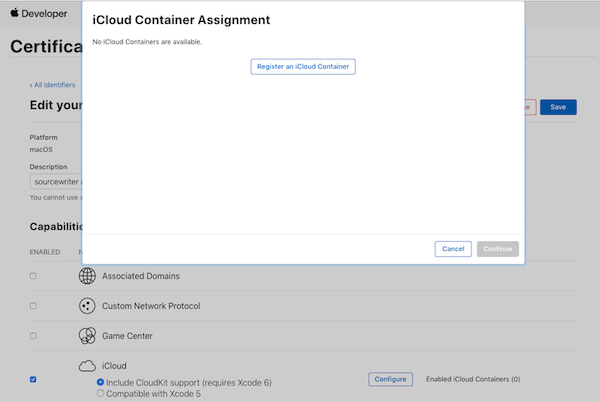 Developer
iCloud Container Assignment
Certifica
No iCloud Containers are available.
Register an iCloud Container
‹ All Identifiers
Edit your
ve
Save
Platform
macOS
Description
sourcewriter
You cannot use s
Capabilitie
Cancel
Continue
ENABLED
N
Associated Domains
Custom Network Protocol
Game Center
iCloud
Include CloudKit support (requires Xcode 6)
Configure
Enabled iCloud Containers (0)
Compatible with Xcode 5